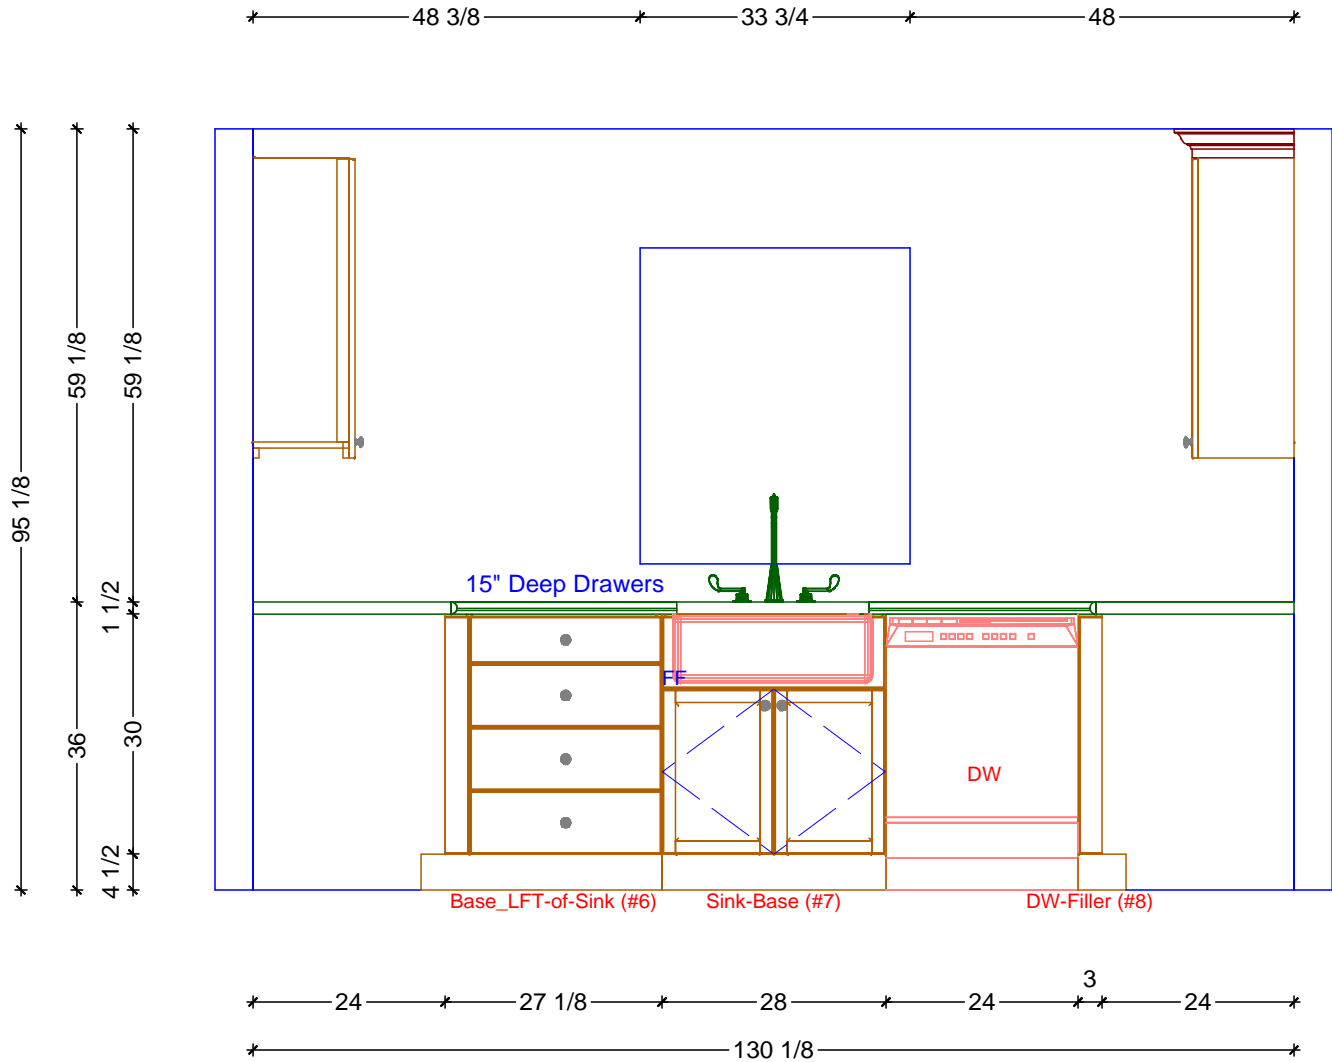 48 3/8 33 3/4 48
59 1/8 59 1/8
95 1/8
15" Deep Drawers
1 1/2
FF
36 30
DW
4 1/2
Base_LFT-of-Sink (#6) Sink-Base (#7) DW-Filler (#8)
3
24 27 1/8 28 24 24
130 1/8